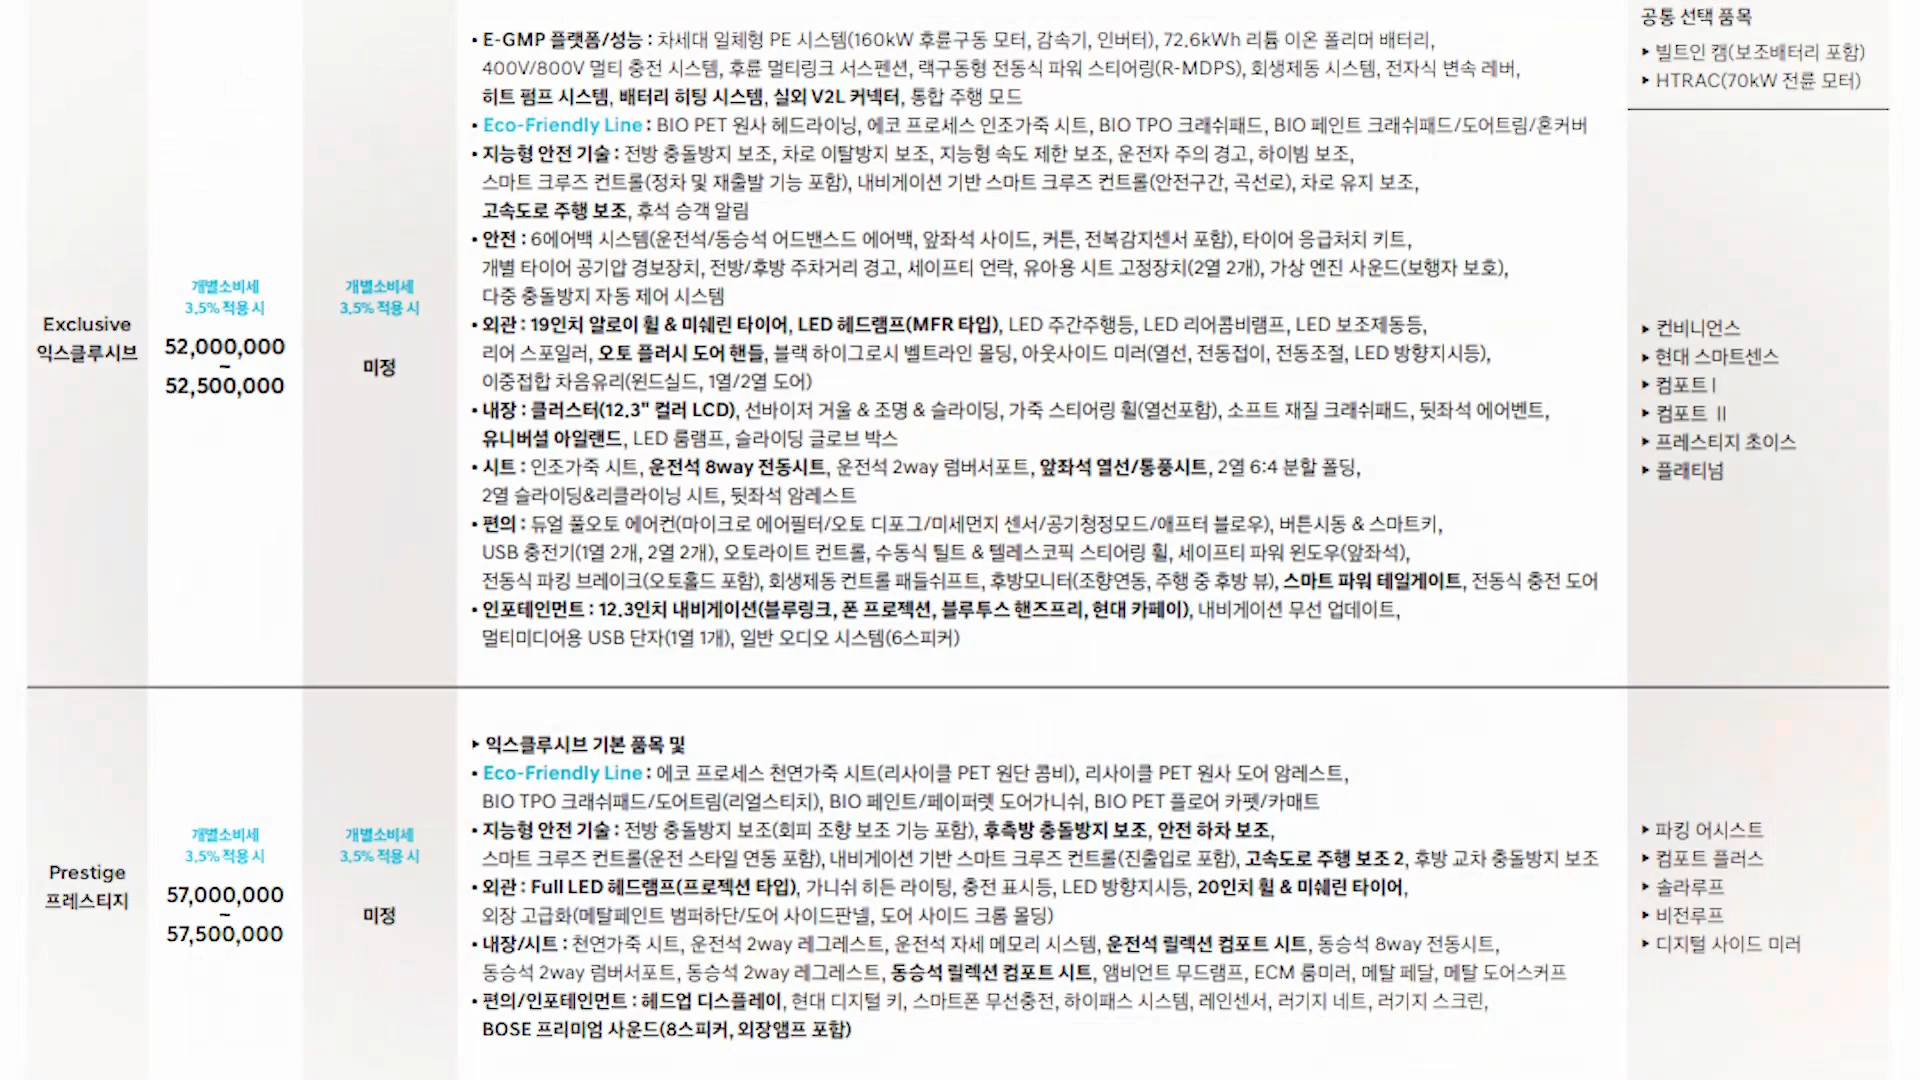 Exclusive
익스클루시브
개별소비세
3.5% 적용 시
52,000,000
~
52,500,000
개별소비세
3.5% 적용 시
미정
• E-GMP 플랫폼/성능 : 차세대 일체형 PE 시스템(160kW 후륜구동 모터, 감속기, 인버터), 72.6kWh 리튬 이온 폴리머 배터리,
400V/800V 멀티 충전 시스템, 후륜 멀티링크 서스펜션, 랙구동형 전동식 파워 스티어링(R-MDPS), 회생제동 시스템, 전자식 변속 레버,
히트 펌프 시스템, 배터리 히팅 시스템, 실외 V2L 커넥터, 통합 주행 모드
• Eco-Friendly Line : BIO PET 원사 헤드라이닝, 에코 프로세스 인조가죽 시트, BIO TPO 크래쉬패드, BIO 페인트 크래쉬패드/도어트림/혼커버
• 지능형 안전 기술 : 전방 충돌방지 보조, 차로 이탈방지 보조, 지능형 속도 제한 보조, 운전자 주의 경고, 하이빔 보조,
스마트 크루즈 컨트롤(정차 및 재출발 기능 포함), 내비게이션 기반 스마트 크루즈 컨트롤(안전구간, 곡선로), 차로 유지 보조,
고속도로 주행 보조, 후석 승객 알림
• 안전 : 6에어백 시스템(운전석/동승석 어드밴스드 에어백, 앞좌석 사이드, 커튼, 전복감지센서 포함), 타이어 응급처치 키트,
개별 타이어 공기압 경보장치, 전방/후방 주차거리 경고, 세이프티 언락, 유아용 시트 고정장치(2열 2개), 가상 엔진 사운드(보행자 보호),
다중 충돌방지 자동 제어 시스템
• 외관 : 19인치 알로이 휠 & 미쉐린 타이어, LED 헤드램프(MFR 타입), LED 주간주행등, LED 리어콤비램프, LED 보조제동등,
리어 스포일러, 오토 플러시 도어 핸들, 블랙 하이그로시 벨트라인 몰딩, 아웃사이드 미러(열선, 전동접이, 전동조절, LED 방향지시등),
이중접합 차음유리(윈드실드, 1열/2열 도어)
• 내장 : 클러스터(12.3" 컬러 LCD), 선바이저 거울 & 조명 & 슬라이딩, 가죽 스티어링 휠(열선포함), 소프트 재질 크래쉬패드, 뒷좌석 에어벤트,
유니버셜 아일랜드, LED 룸램프, 슬라이딩 글로브 박스
• 시트 : 인조가죽 시트, 운전석 8way 전동시트, 운전석 2way 럼버서포트, 앞좌석 열선/통풍시트, 2열 6:4 분할 폴딩,
2열 슬라이딩&리클라이닝 시트, 뒷좌석 암레스트
• 편의 : 듀얼 풀오토 에어컨(마이크로 에어필터/오토 디포그/미세먼지 센서/공기청정모드/애프터 블로우), 버튼시동 & 스마트키,
USB 충전기(1열 2개, 2열 2개), 오토라이트 컨트롤, 수동식 틸트 & 텔레스코픽 스티어링 휠, 세이프티 파워 윈도우(앞좌석),
전동식 파킹 브레이크(오토홀드 포함), 회생제동 컨트롤 패들쉬프트, 후방모니터(조향연동, 주행 중 후방 뷰), 스마트 파워 테일게이트, 전동식 충전 도어
• 인포테인먼트 : 12.3인치 내비게이션(블루링크, 폰 프로젝션, 블루투스 핸즈프리, 현대 카페이), 내비게이션 무선 업데이트,
멀티미디어용 USB 단자(1열 1개), 일반 오디오 시스템(6스피커)
공통 선택 품목
▸ 빌트인 캠(보조배터리 포함)
▸ HTRAC(70kW 전륜 모터)
▸ 컨비니언스
▸ 현대 스마트센스
▸ 컴포트 Ⅰ
▸ 컴포트 Ⅱ
▸ 프레스티지 초이스
▸ 플래티넘
Prestige
프레스티지
개별소비세
3.5% 적용 시
57,000,000
~
57,500,000
개별소비세
3.5% 적용 시
미정
▸ 익스클루시브 기본 품목 및
• Eco-Friendly Line : 에코 프로세스 천연가죽 시트(리사이클 PET 원단 콤비), 리사이클 PET 원사 도어 암레스트,
BIO TPO 크래쉬패드/도어트림(리얼스티치), BIO 페인트/페이퍼렛 도어가니쉬, BIO PET 플로어 카펫/카매트
• 지능형 안전 기술 : 전방 충돌방지 보조(회피 조향 보조 기능 포함), 후측방 충돌방지 보조, 안전 하차 보조,
스마트 크루즈 컨트롤(운전 스타일 연동 포함), 내비게이션 기반 스마트 크루즈 컨트롤(진출입로 포함), 고속도로 주행 보조 2, 후방 교차 충돌방지 보조
• 외관 : Full LED 헤드램프(프로젝션 타입), 가니쉬 히든 라이팅, 충전 표시등, LED 방향지시등, 20인치 휠 & 미쉐린 타이어,
외장 고급화(메탈페인트 범퍼하단/도어 사이드판넬, 도어 사이드 크롬 몰딩)
• 내장/시트 : 천연가죽 시트, 운전석 2way 레그레스트, 운전석 자세 메모리 시스템, 운전석 릴렉션 컴포트 시트, 동승석 8way 전동시트,
동승석 2way 럼버서포트, 동승석 2way 레그레스트, 동승석 릴렉션 컴포트 시트, 앰비언트 무드램프, ECM 룸미러, 메탈 페달, 메탈 도어스커프
• 편의/인포테인먼트 : 헤드업 디스플레이, 현대 디지털 키, 스마트폰 무선충전, 하이패스 시스템, 레인센서, 러기지 네트, 러기지 스크린,
BOSE 프리미엄 사운드(8스피커, 외장앰프 포함)
▸ 파킹 어시스트
▸ 컴포트 플러스
▸ 솔라루프
▸ 비전루프
▸ 디지털 사이드 미러